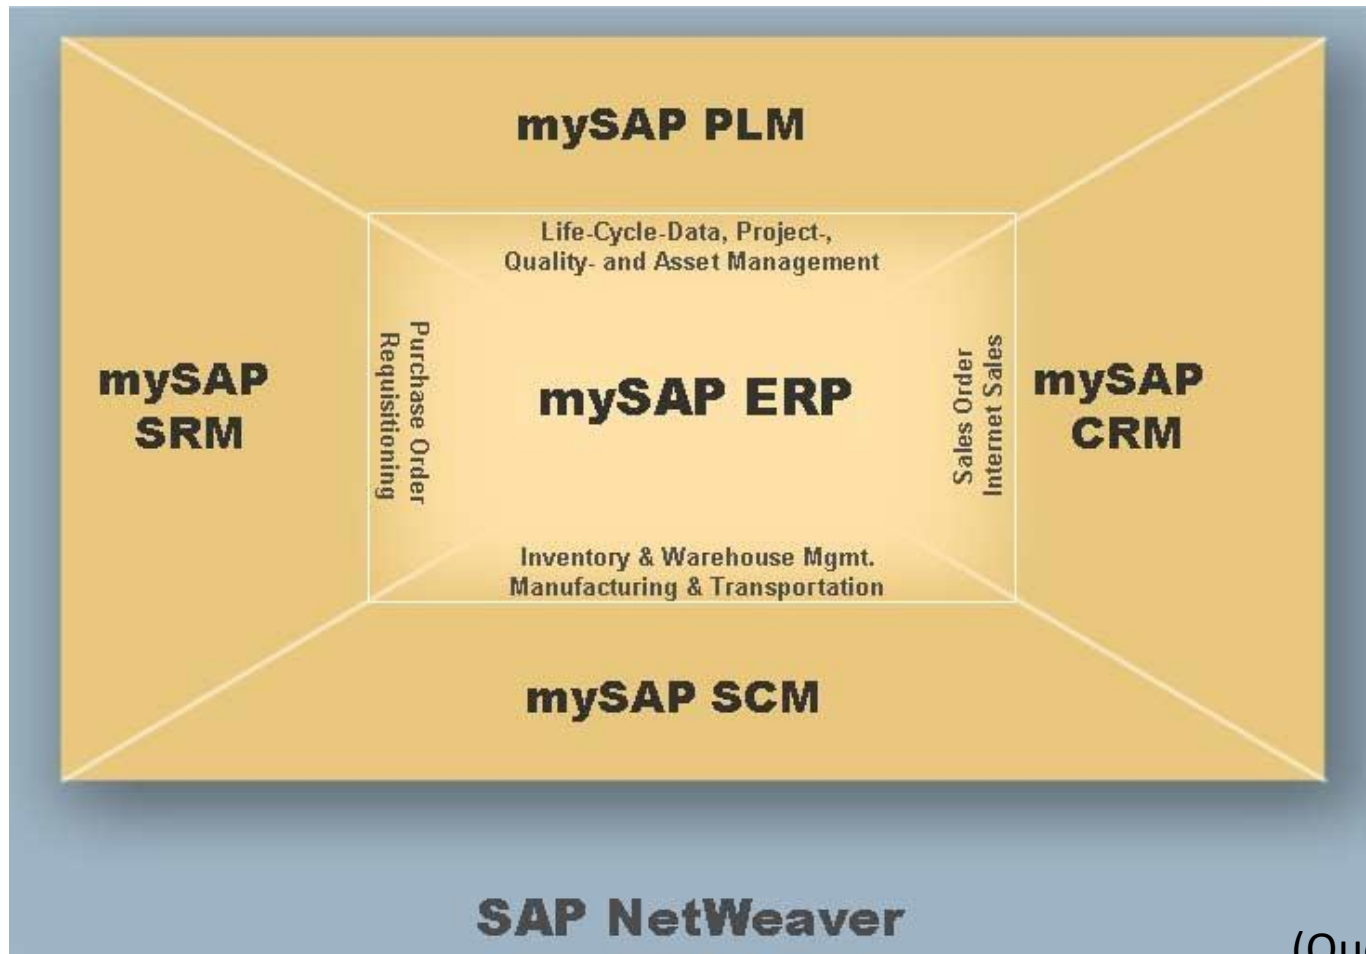 mySAP PLM
Life-Cycle-Data, Project-,
Quality- and Asset Management
mySAP
SRM
Purchase Order
Requisitioning
mySAP ERP
Sales Order
Internet Sales
mySAP
CRM
Inventory & Warehouse Mgmt.
Manufacturing & Transportation
mySAP SCM
SAP NetWeaver